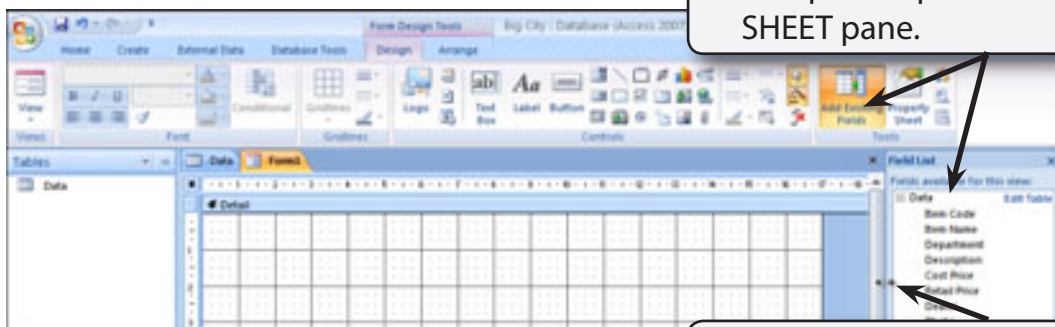 SHEET pane.
Form Design Tools
Big City : Database (Access 2007
Home Create External Data Database Tools Design Arrange
View
B I U
Conditional
Gridlines
Logo
ab|
Text Box
Aa
Label
Button
Add Existing Fields
Property Sheet
Views Font Gridlines Controls Tools
Tables
Data Form1
Field List
Data
Detail
Fields available for this view:
Data Edit Table
Item Code
Item Name
Department
Description
Cost Price
Retail Price